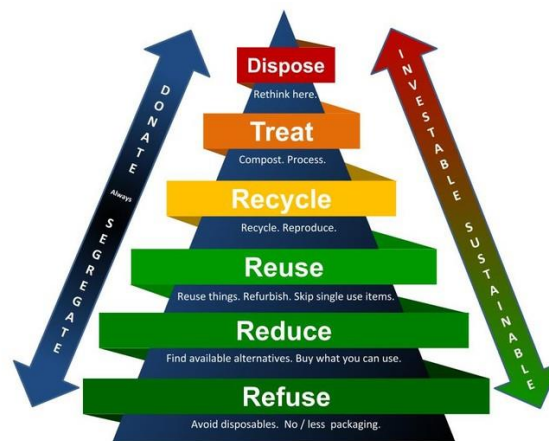 Dispose
Rethink here.
Treat
Compost. Process.
Recycle
Recycle. Reproduce.
Reuse
Reuse things. Refurbish. Skip single use items.
Reduce
Find available alternatives. Buy what you can use.
Refuse
Avoid disposables. No / less packaging.
DONATE Always SEGREGATE
INVESTABLE SUSTAINABLE